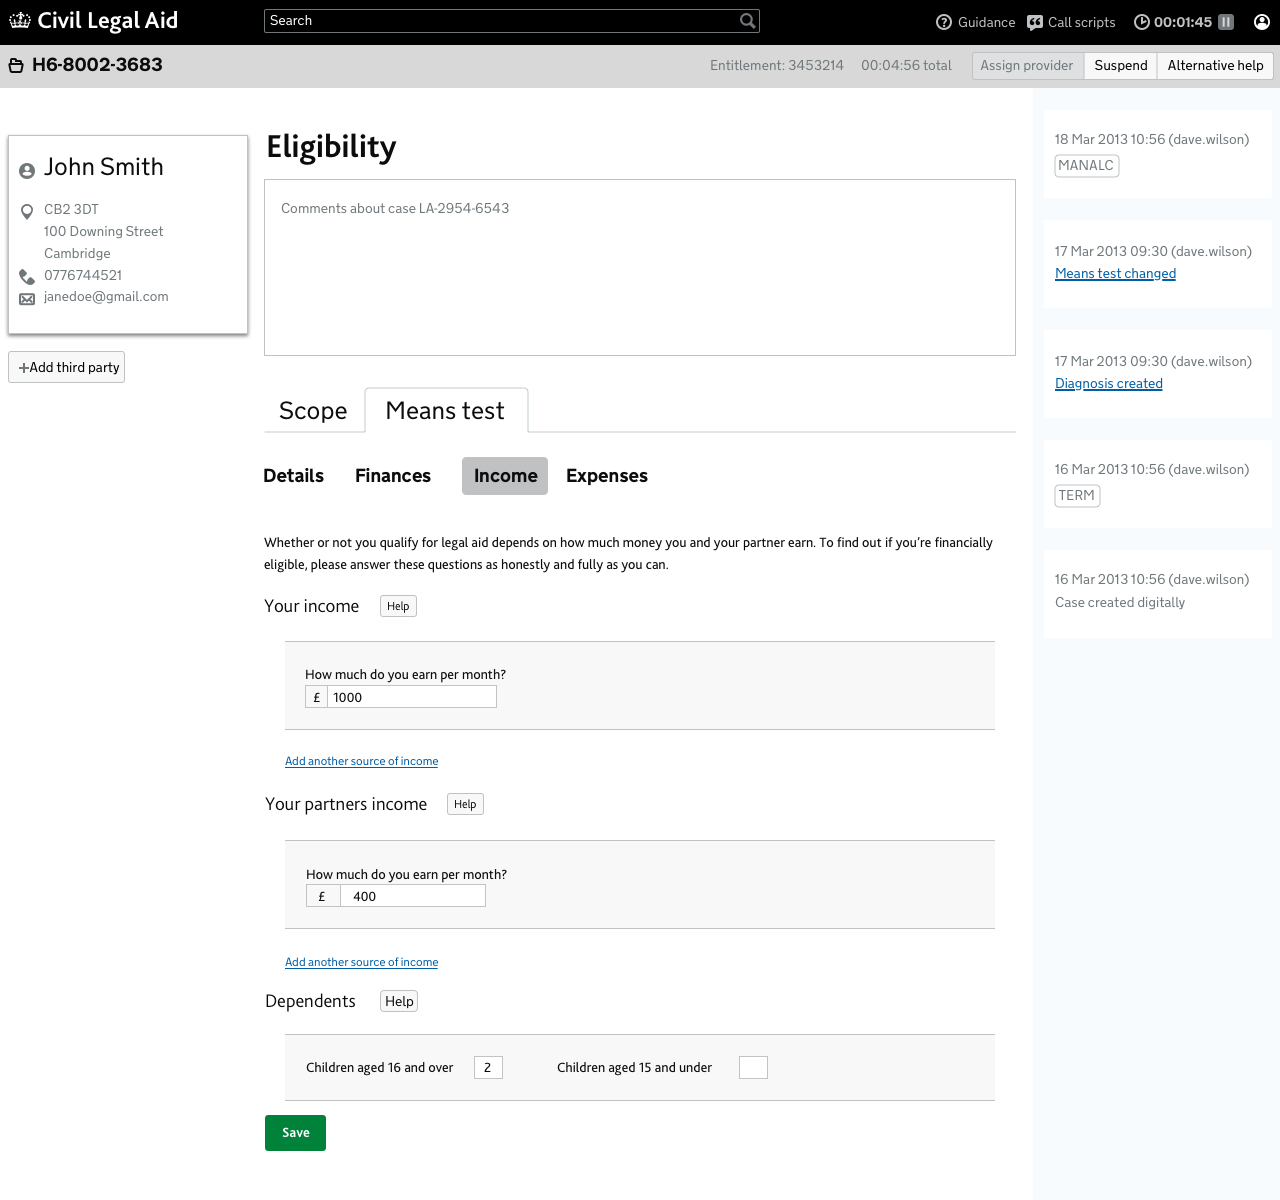 Civil Legal Aid
Search
Guidance
Call scripts
00:01:45
H6-8002-3683
Entitlement: 3453214
00:04:56 total
Assign provider
Suspend
Alternative help
John Smith
CB2 3DT
100 Downing Street
Cambridge
0776744521
janedoe@gmail.com
+Add third party
Eligibility
Comments about case LA-2954-6543
Scope
Means test
Details
Finances
Income
Expenses
Whether or not you qualify for legal aid depends on how much money you and your partner earn. To find out if you’re financially
eligible, please answer these questions as honestly and fully as you can.
Your income
Help
How much do you earn per month?
£ 1000
Add another source of income
Your partners income
Help
How much do you earn per month?
£ 400
Add another source of income
Dependents
Help
Children aged 16 and over
2
Children aged 15 and under
Save
18 Mar 2013 10:56 (dave.wilson)
MANALC
17 Mar 2013 09:30 (dave.wilson)
Means test changed
17 Mar 2013 09:30 (dave.wilson)
Diagnosis created
16 Mar 2013 10:56 (dave.wilson)
TERM
16 Mar 2013 10:56 (dave.wilson)
Case created digitally